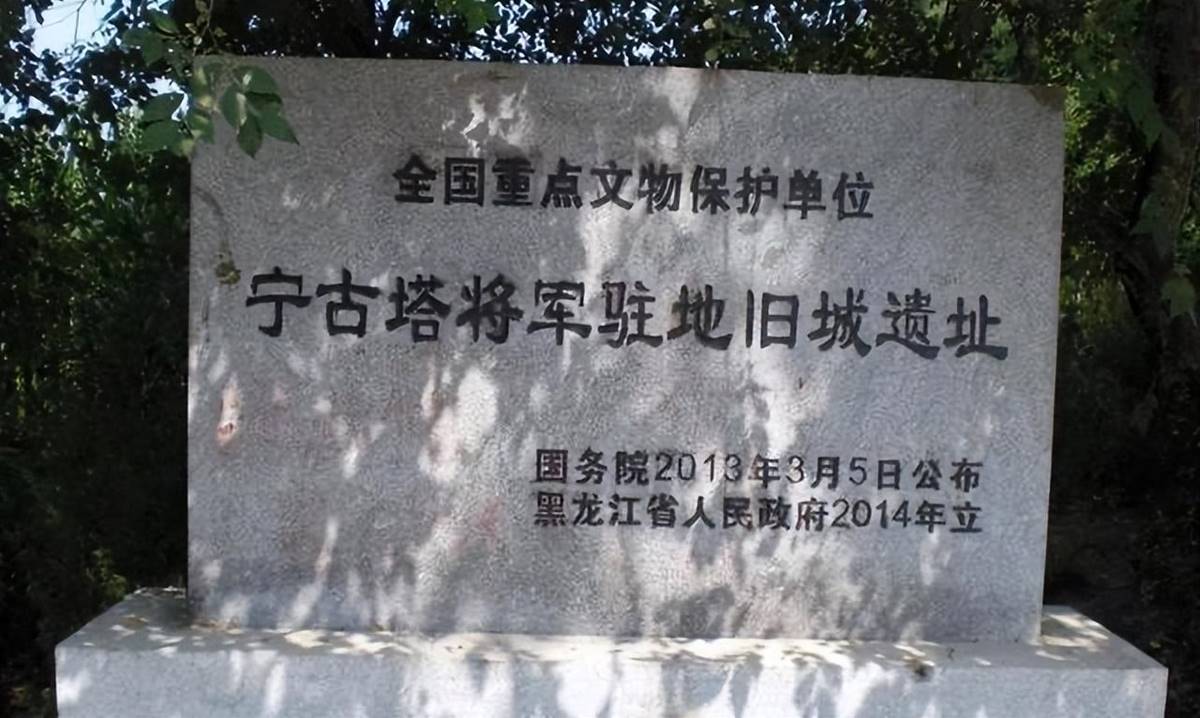 全国重点文物保护单位
宁古塔将军驻地旧城遗址
国务院2013年3月5日公布
黑龙江省人民政府2014年立